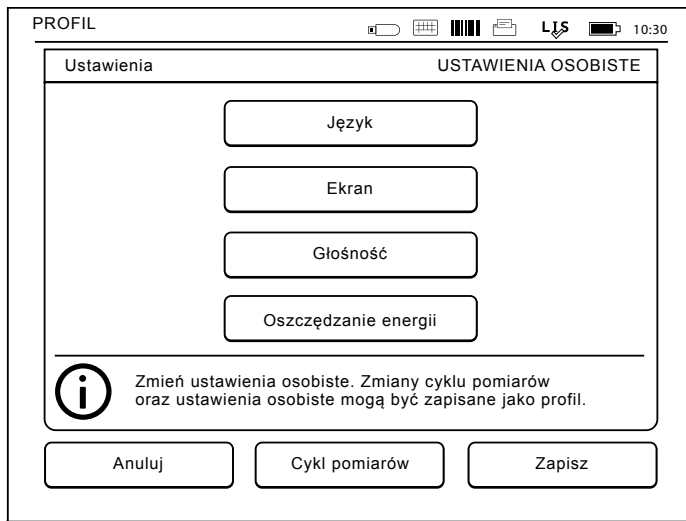 PROFIL LIS 10:30
Ustawienia USTAWIENIA OSOBISTE
Język
Ekran
Głośność
Oszczędzanie energii
Zmień ustawienia osobiste. Zmiany cyklu pomiarów
oraz ustawienia osobiste mogą być zapisane jako profil.
Anuluj Cykl pomiarów Zapisz